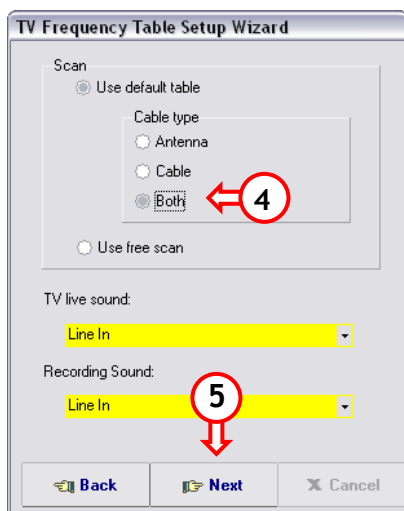 TV Frequency Table Setup Wizard
Scan
Use default table
Cable type
Antenna
Cable
Both
4
Use free scan
TV live sound:
Line In
Recording Sound:
Line In
5
Back Next X Cancel